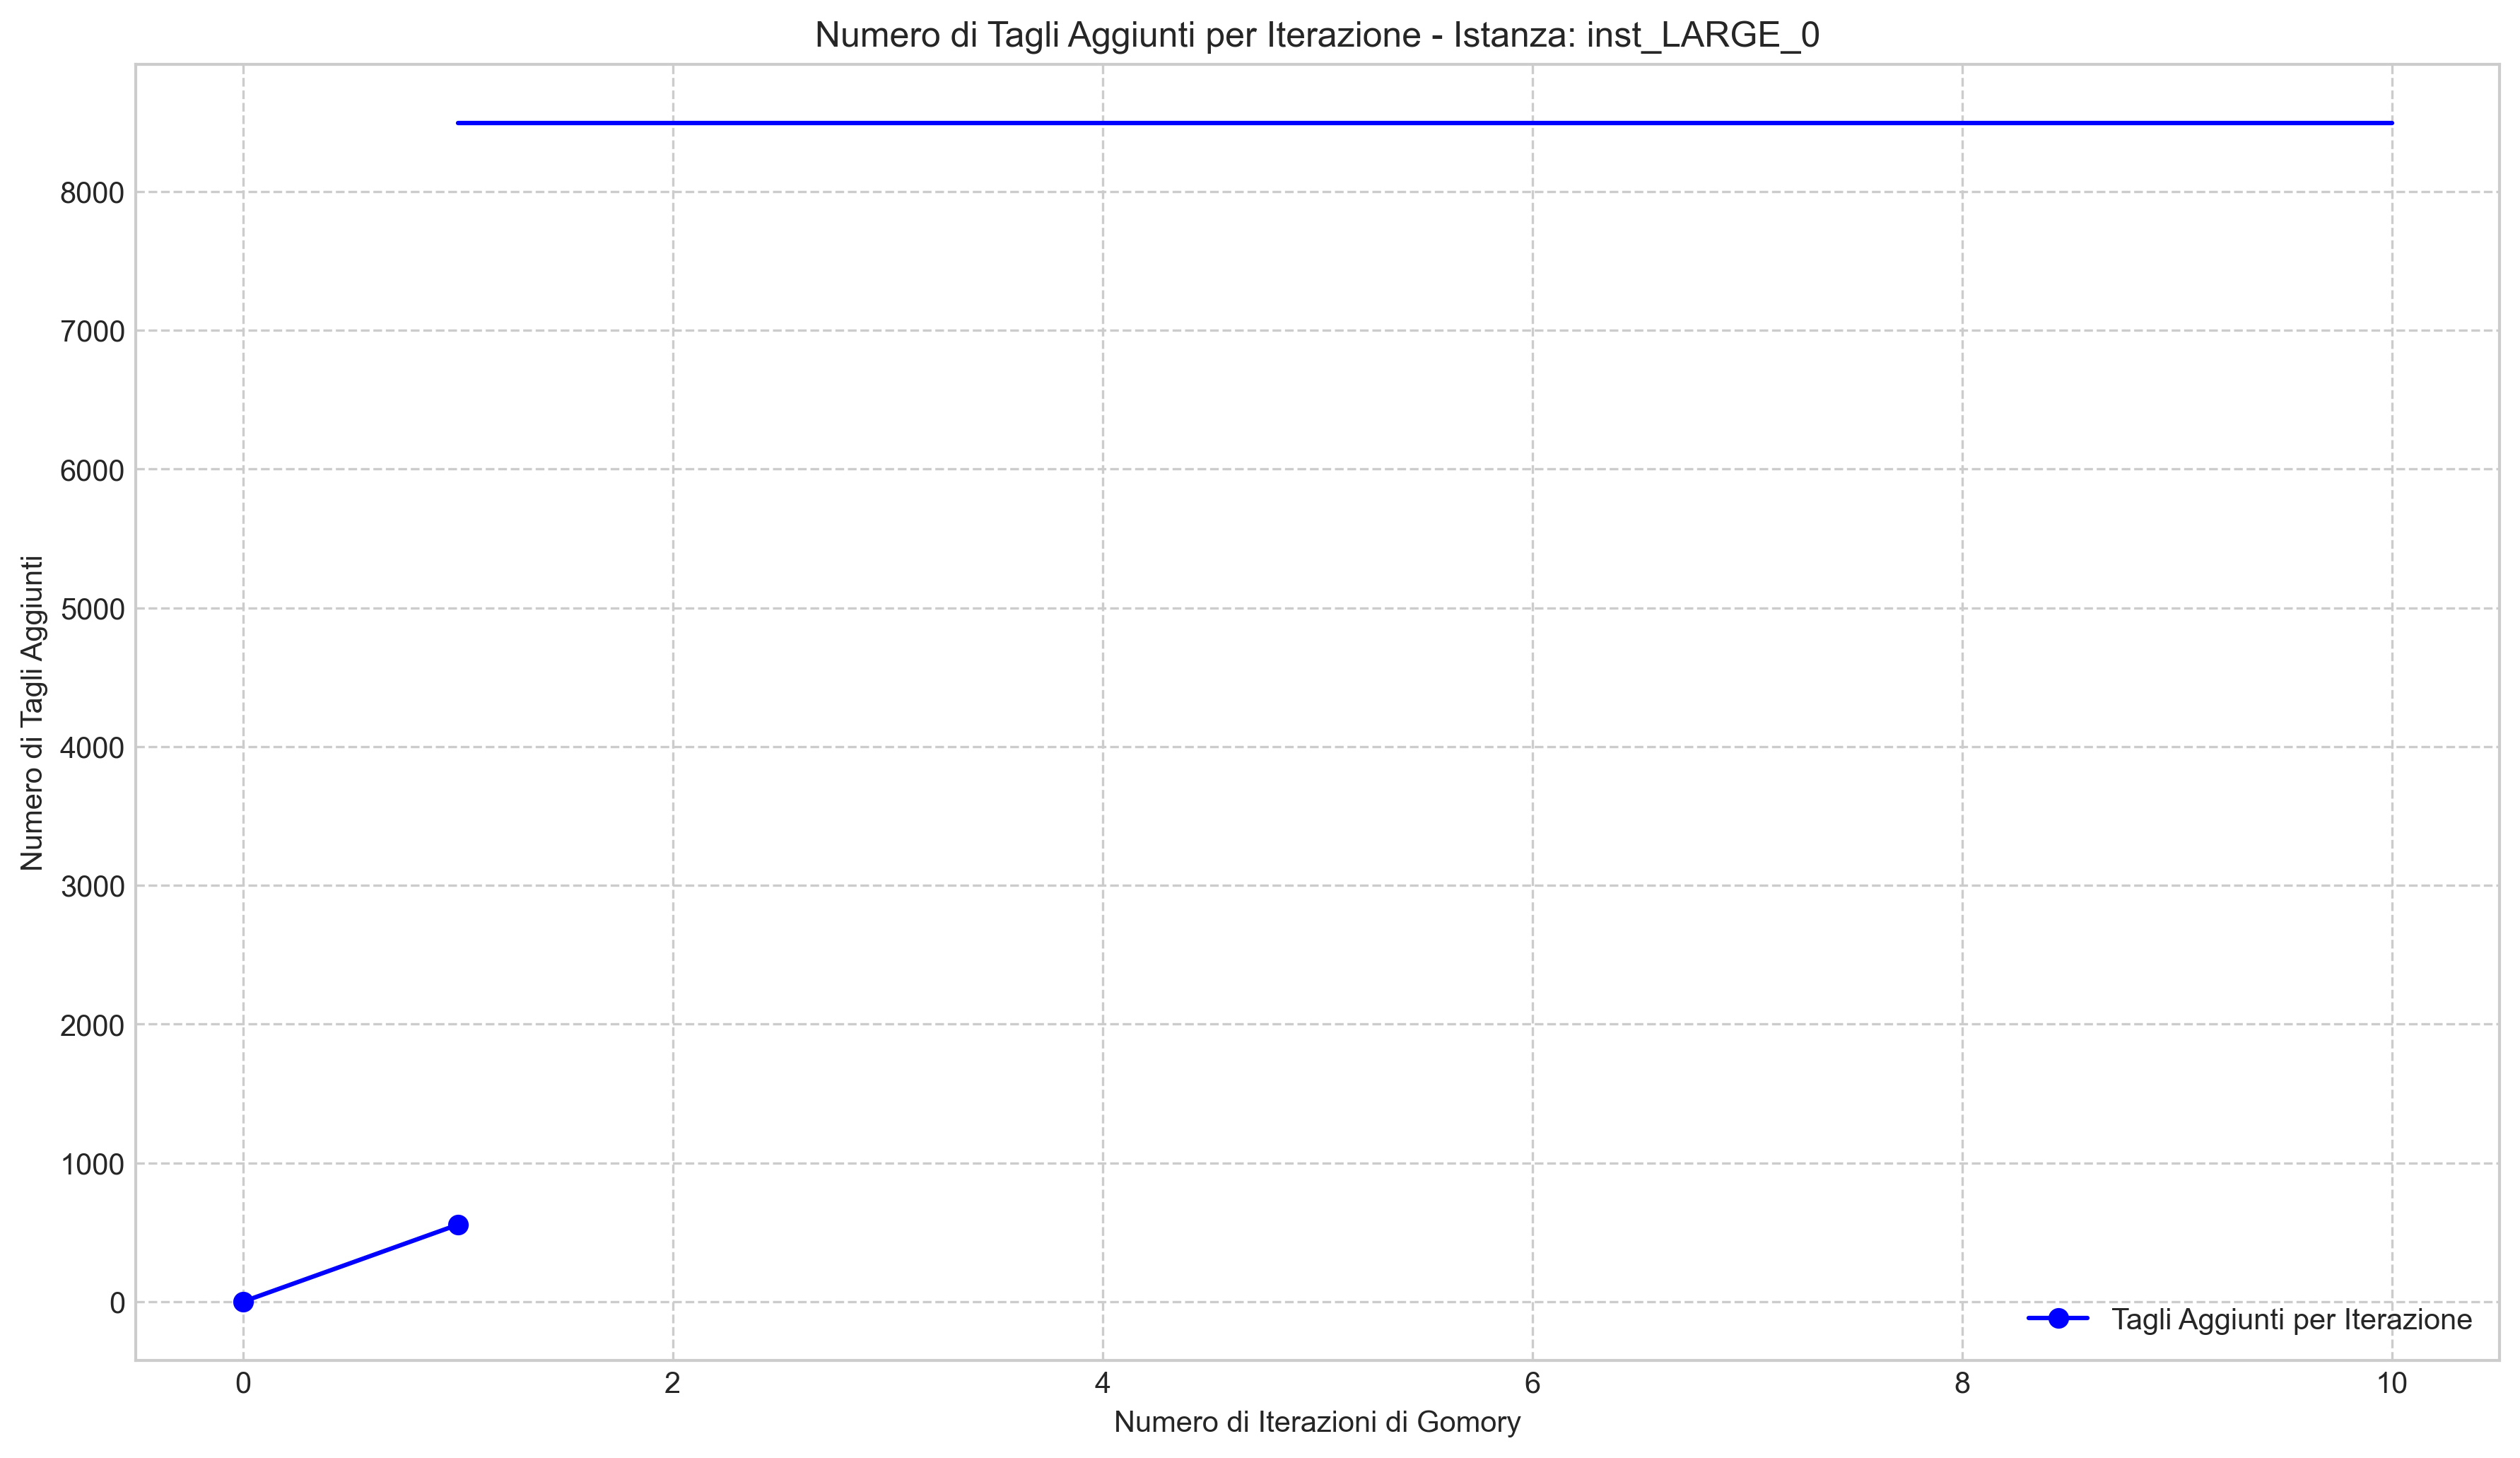 Numero di Tagli Aggiunti per Iterazione - Istanza: inst_LARGE_0
Numero di Tagli Aggiunti
8000
7000
6000
5000
4000
3000
2000
1000
0
Tagli Aggiunti per Iterazione
0 2 4 6 8 10
Numero di Iterazioni di Gomory